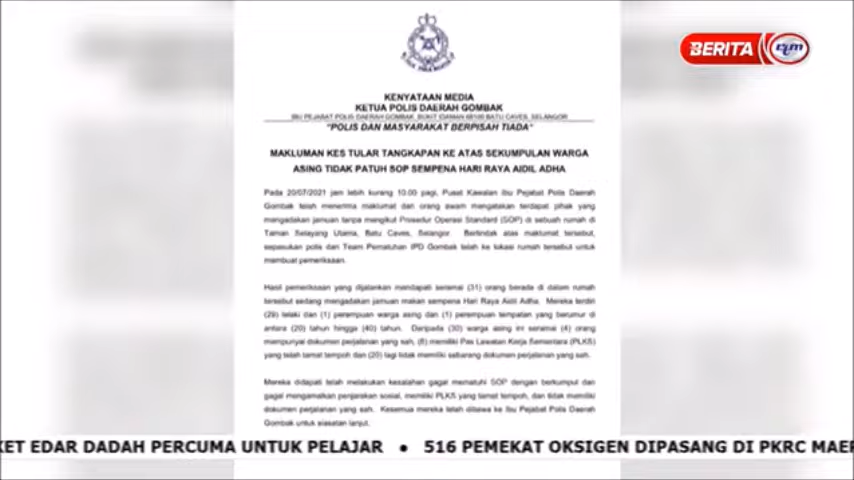 BERITA rtm
KENYATAAN MEDIA
KETUA POLIS DAERAH GOMBAK
IBU PEJABAT POLIS DAERAH GOMBAK, BUKIT IDAMAN 68100 BATU CAVES, SELANGOR
"POLIS DAN MASYARAKAT BERPISAH TIADA"
MAKLUMAN KES TULAR TANGKAPAN KE ATAS SEKUMPULAN WARGA
ASING TIDAK PATUH SOP SEMPENA HARI RAYA AIDIL ADHA
Pada 20/07/2021 jam lebih kurang 10.00 pagi, Pusat Kawalan Ibu Pejabat Polis Daerah
Gombak telah menerima maklumat dari orang awam mengatakan terdapat pihak yang
mengadakan jamuan tanpa mengikut Prosedur Operasi Standard (SOP) di sebuah rumah di
Taman Selayang Utama, Batu Caves, Selangor. Bertindak atas maklumat tersebut,
sepasukan polis dan Team Pematuhan IPD Gombak telah ke lokasi rumah tersebut untuk
membuat pemeriksaan.
Hasil pemeriksaan yang dijalankan mendapati seramai (31) orang berada di dalam rumah
tersebut sedang mengadakan jamuan makan sempena Hari Raya Aidil Adha. Mereka terdiri
(29) lelaki dan (1) perempuan warga asing dan (1) perempuan tempatan yang berumur di
antara (20) tahun hingga (40) tahun. Daripada (30) warga asing ini seramai (4) orang
mempunyai dokumen perjalanan yang sah, (6) memiliki Pas Lawatan Kerja Sementara (PLKS)
yang telah tamat tempoh dan (20) lagi tidak memiliki sebarang dokumen perjalanan yang sah.
Mereka didapati telah melakukan kesalahan gagal mematuhi SOP dengan berkumpul dan
gagal mengamalkan penjarakan sosial, memiliki PLKS yang tamat tempoh, dan tidak memiliki
dokumen perjalanan yang sah. Kesemua mereka telah dibawa ke Ibu Pejabat Polis Daerah
Gombak untuk siasatan lanjut.
KET EDAR DADAH PERCUMA UNTUK PELAJAR ● 516 PEMEKAT OKSIGEN DIPASANG DI PKRC MAEP